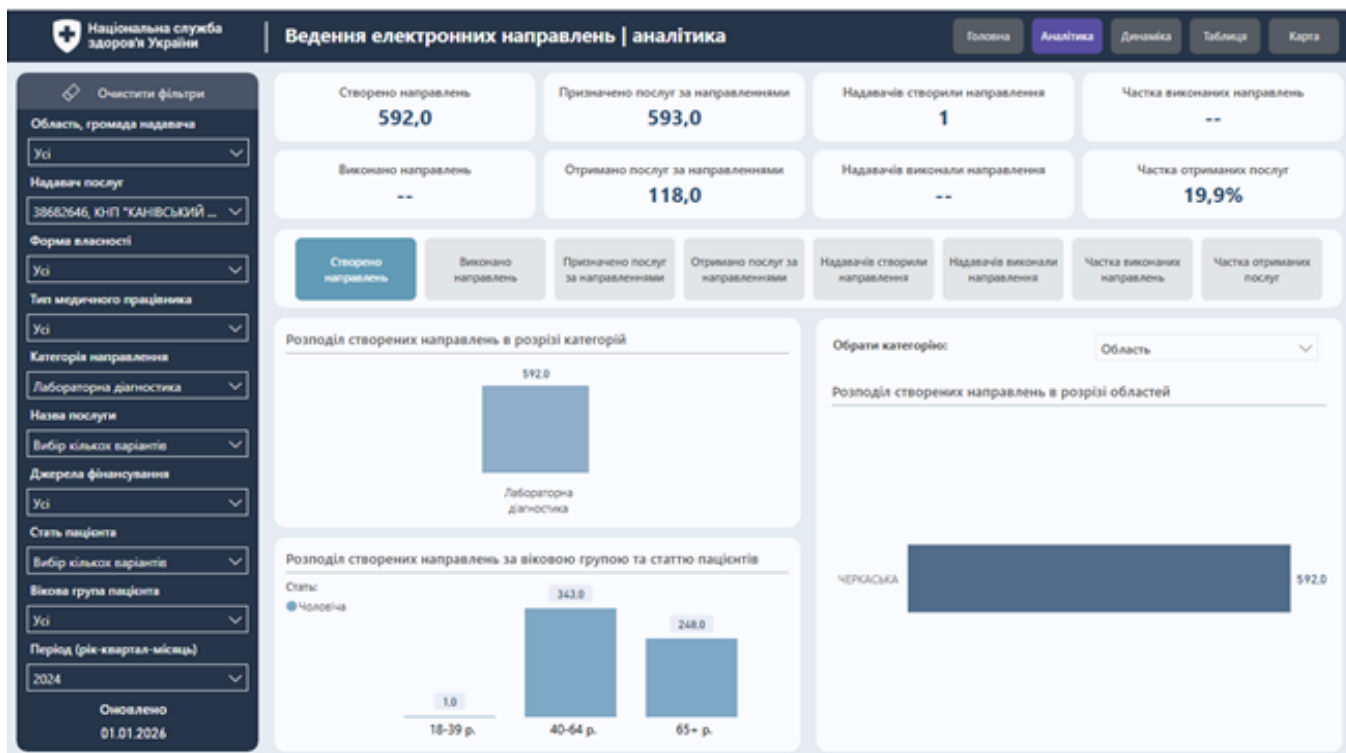 Національна служба
здоров'я України
Ведення електронних направлень | аналітика
Головна
Аналітика
Динаміка
Таблиця
Карта
Очистити фільтри
Область, громада надавача
Усі
Надавач послуг
38682646, КНП "КАНІВСЬКИЙ ...
Форма власності
Усі
Тип медичного працівника
Усі
Категорія направлення
Лабораторна діагностика
Назва послуги
Вибір кількох варіантів
Джерела фінансування
Усі
Стать пацієнта
Вибір кількох варіантів
Вікова група пацієнта
Усі
Період (рік-квартал-місяць)
2024
Оновлено
01.01.2026
Створено направлень
592,0
Призначено послуг за направленнями
593,0
Надавачів створили направлення
1
Частка виконаних направлень
--
Виконано направлень
--
Отримано послуг за направленнями
118,0
Надавачів виконали направлення
--
Частка отриманих послуг
19,9%
Створено
направлень
Виконано
направлень
Призначено послуг
за направленнями
Отримано послуг за
направленнями
Надавачів створили
направлення
Надавачів виконали
направлення
Частка виконаних
направлень
Частка отриманих
послуг
Розподіл створених направлень в розрізі категорій
592,0
Лабораторна
діагностика
Розподіл створених направлень за віковою групою та статтю пацієнтів
Стать:
Чоловіча
1,0
343,0
248,0
18-39 р.
40-64 р.
65+ р.
Обрати категорію:
Область
Розподіл створених направлень в розрізі областей
ЧЕРКАСЬКА
592,0